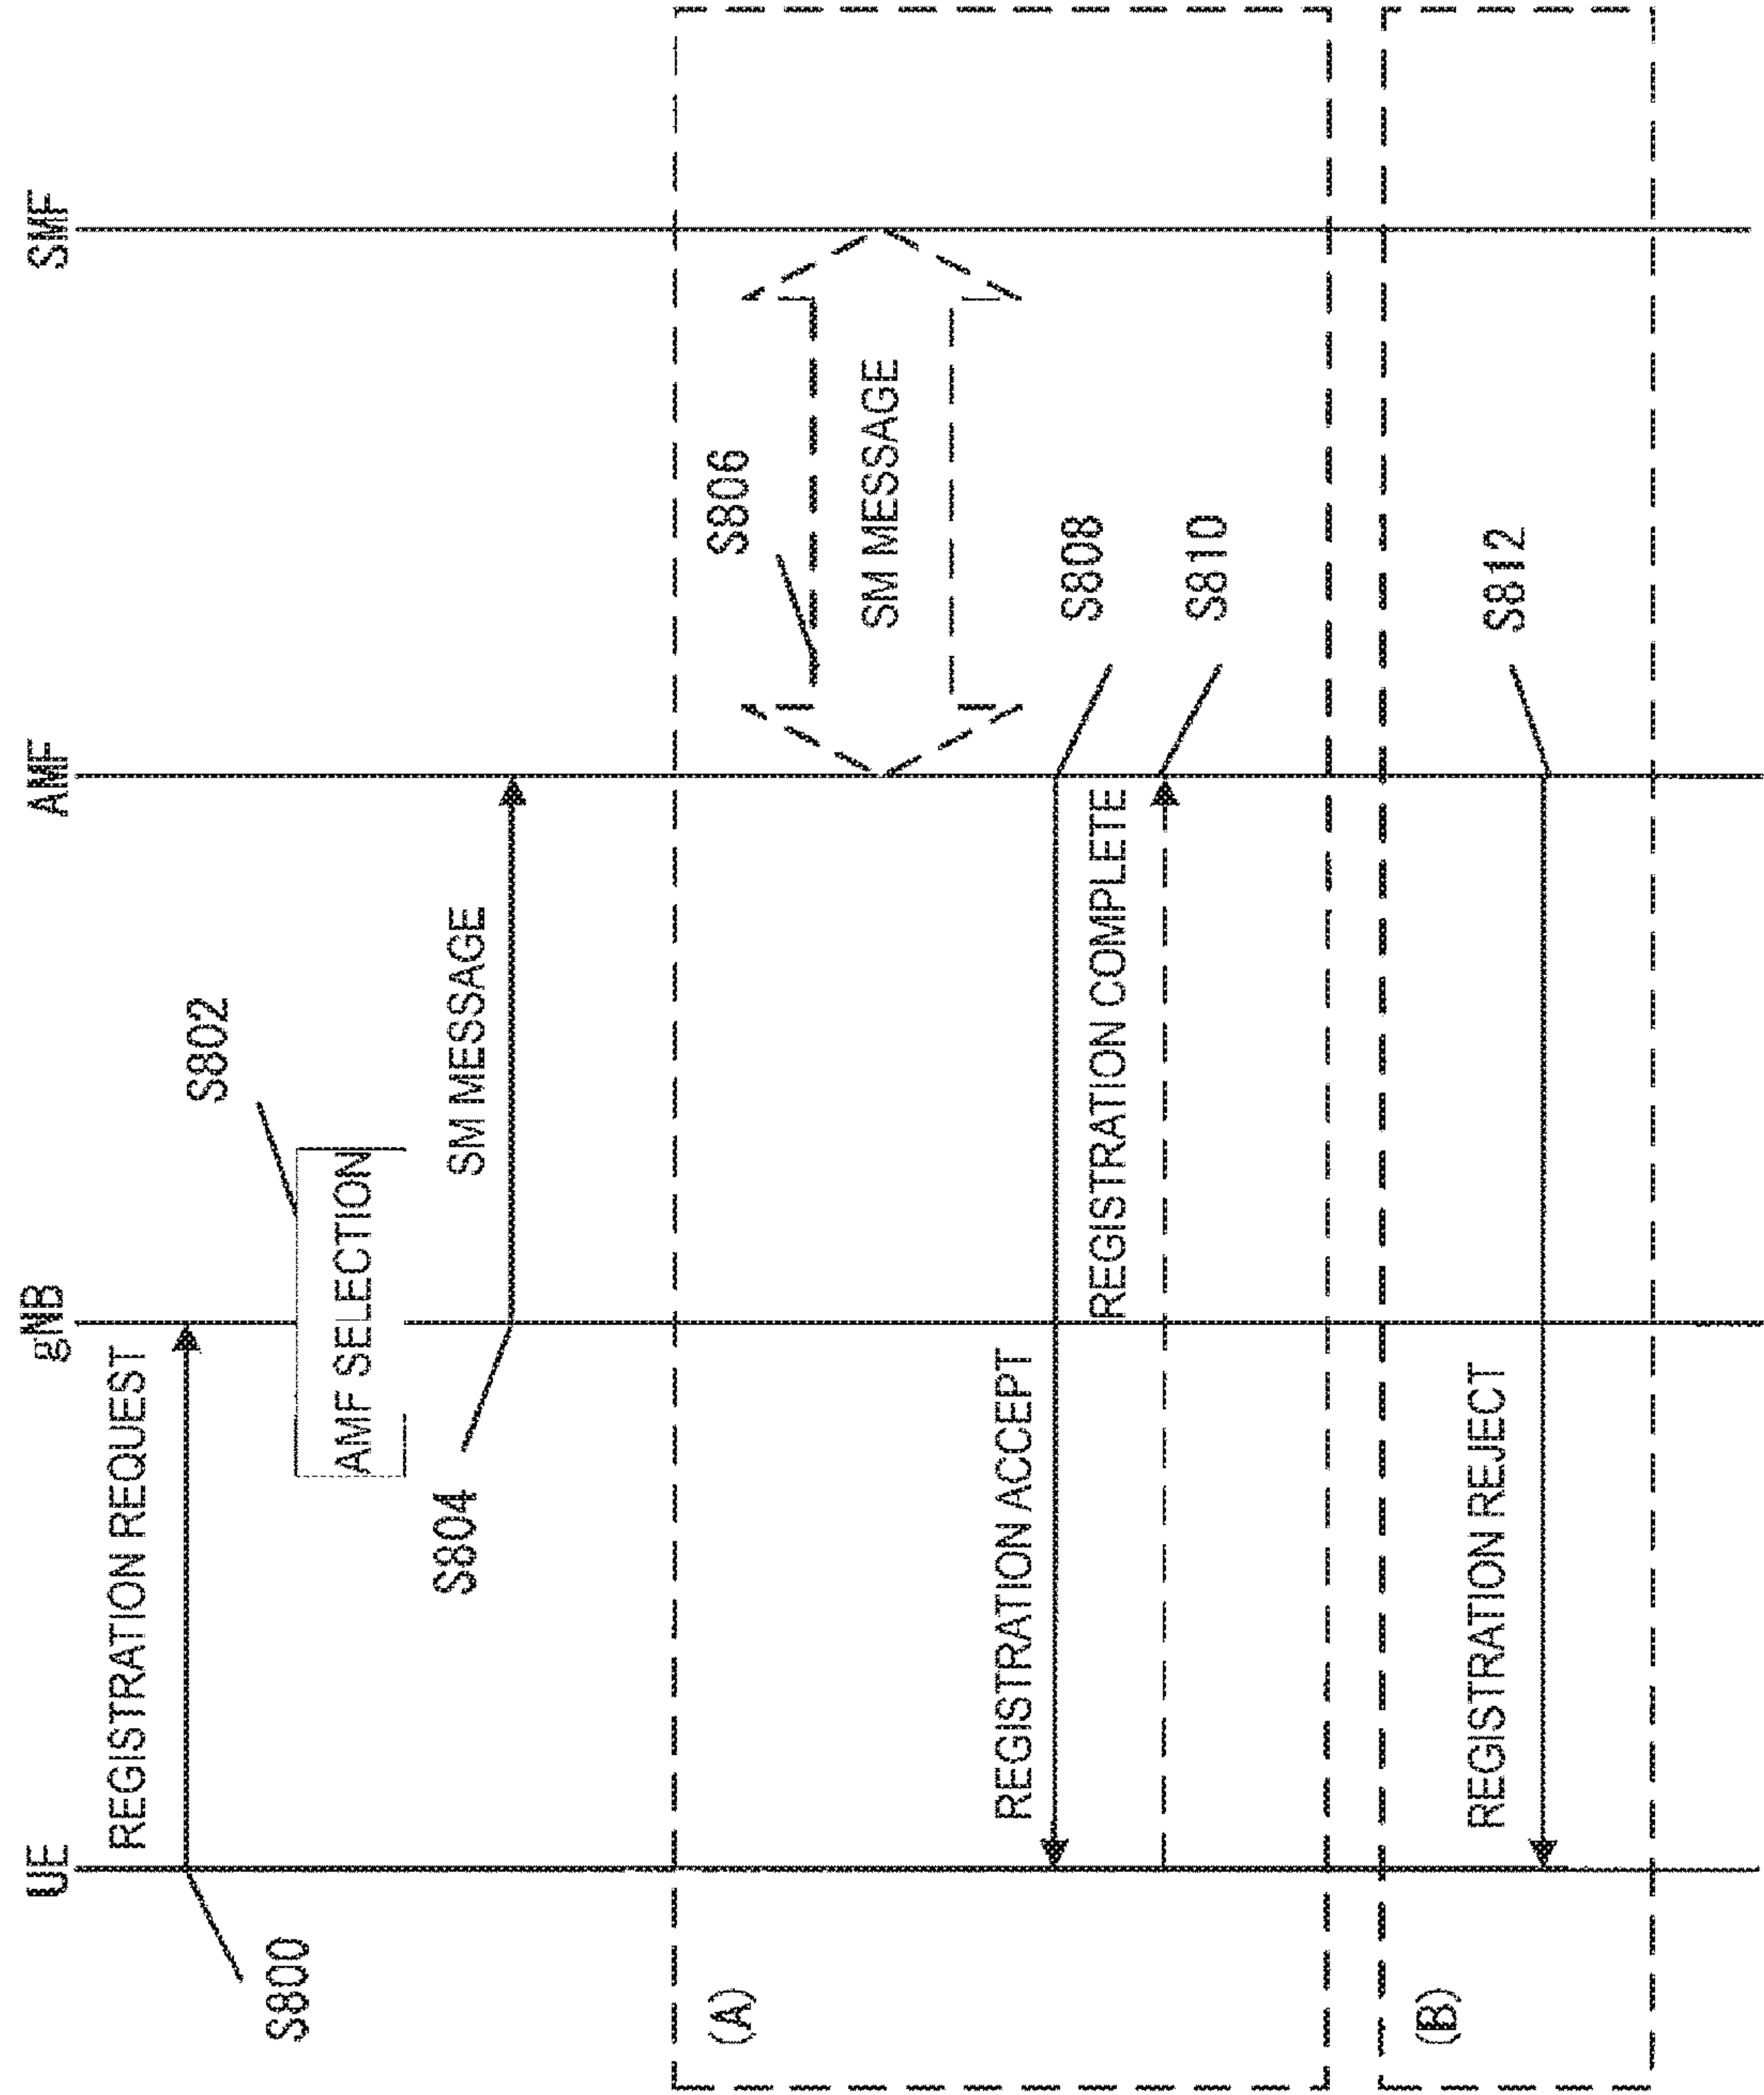 UE
gNB
AMF
SMF
REGISTRATION REQUEST
S800
AMF SELECTION
S802
SM MESSAGE
S804
(A)
S806
SM MESSAGE
REGISTRATION ACCEPT
S808
REGISTRATION COMPLETE
S810
(B)
REGISTRATION REJECT
S812